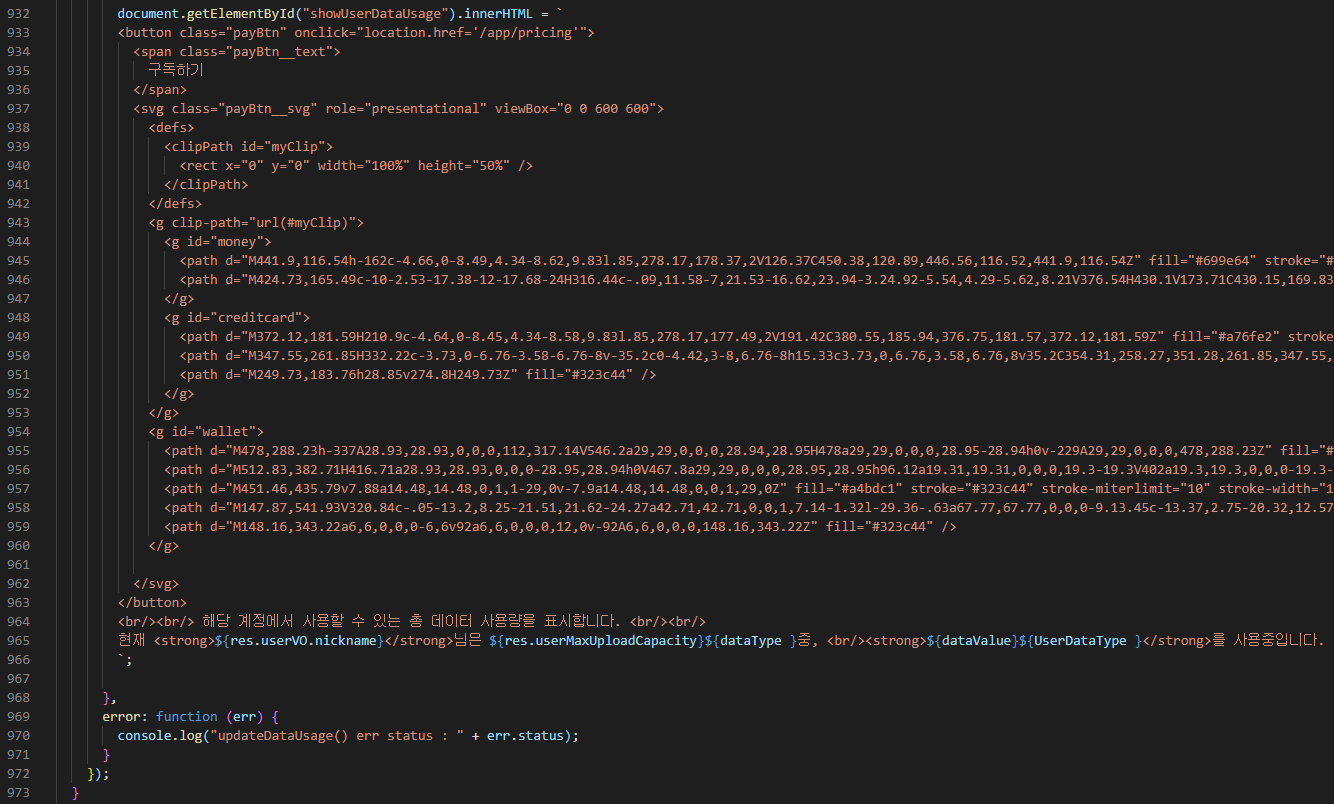 932 document.getElementById("showUserDataUsage").innerHTML = `
933 <button class="payBtn" onclick="location.href='/app/pricing'">
934 <span class="payBtn__text">
935 구독하기
936 </span>
937 <svg class="payBtn__svg" role="presentational" viewBox="0 0 600 600">
938 <defs>
939 <clipPath id="myClip">
940 <rect x="0" y="0" width="100%" height="50%" />
941 </clipPath>
942 </defs>
943 <g clip-path="url(#myClip)">
944 <g id="money">
945 <path d="M441.9,116.54h-162c-4.66,0-8.49,4.34-8.62,9.83l.85,278.17,178.37,2V126.37C450.38,120.89,446.56,116.52,441.9,116.54Z" fill="#699e64" stroke="#
946 <path d="M424.73,165.49c-10-2.53-17.38-12-17.68-24H316.44c-.09,11.58-7,21.53-16.62,23.94-3.24.92-5.54,4.29-5.62,8.21V376.54H430.1V173.71C430.15,169.83
947 </g>
948 <g id="creditcard">
949 <path d="M372.12,181.59H210.9c-4.64,0-8.45,4.34-8.58,9.83l.85,278.17,177.49,2V191.42C380.55,185.94,376.75,181.57,372.12,181.59Z" fill="#a76fe2" stroke
950 <path d="M347.55,261.85H332.22c-3.73,0-6.76-3.58-6.76-8v-35.2c0-4.42,3-8,6.76-8h15.33c3.73,0,6.76,3.58,6.76,8v35.2C354.31,258.27,351.28,261.85,347.55,
951 <path d="M249.73,183.76h28.85v274.8H249.73Z" fill="#323c44" />
952 </g>
953 </g>
954 <g id="wallet">
955 <path d="M478,288.23h-337A28.93,28.93,0,0,0,112,317.14V546.2a29,29,0,0,0,28.94,28.95H478a29,29,0,0,0,28.95-28.94h0v-229A29,29,0,0,0,478,288.23Z" fill="#
956 <path d="M512.83,382.71H416.71a28.93,28.93,0,0,0-28.95,28.94h0V467.8a29,29,0,0,0,28.95,28.95h96.12a19.31,19.31,0,0,0,19.3-19.3V402a19.3,19.3,0,0,0-19.3-
957 <path d="M451.46,435.79v7.88a14.48,14.48,0,1,1-29,0v-7.9a14.48,14.48,0,0,1,29,0Z" fill="#a4bdc1" stroke="#323c44" stroke-miterlimit="10" stroke-width="1
958 <path d="M147.87,541.93V320.84c-.05-13.2,8.25-21.51,21.62-24.27a42.71,42.71,0,0,1,7.14-1.32l-29.36-.63a67.77,67.77,0,0,0-9.13.45c-13.37,2.75-20.32,12.57
959 <path d="M148.16,343.22a6,6,0,0,0-6,6v92a6,6,0,0,0,12,0v-92A6,6,0,0,0,148.16,343.22Z" fill="#323c44" />
960 </g>
961
962 </svg>
963 </button>
964 <br/><br/> 해당 계정에서 사용할 수 있는 총 데이터 사용량을 표시합니다. <br/><br/>
965 현재 <strong>${res.userVO.nickname}</strong>님은 ${res.userMaxUploadCapacity}${dataType }중, <br/><strong>${dataValue}${UserDataType }</strong>를 사용중입니다.
966 `;
967
968 },
969 error: function (err) {
970 console.log("updateDataUsage() err status : " + err.status);
971 }
972 });
973 }